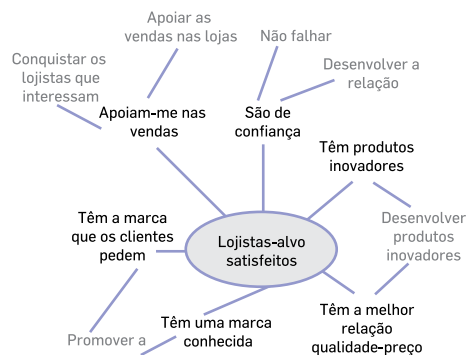 Apoiar as
vendas nas lojas
Não falhar
Conquistar os
lojistas que
interessam
Desenvolver a
relação
Apoiam-me nas
vendas
São de
confiança
Têm produtos
inovadores
Têm a marca
que os clientes
pedem
Lojistas-alvo
satisfeitos
Desenvolver
produtos
inovadores
Promover a
Têm uma marca
conhecida
Têm a melhor
relação
qualidade-preço